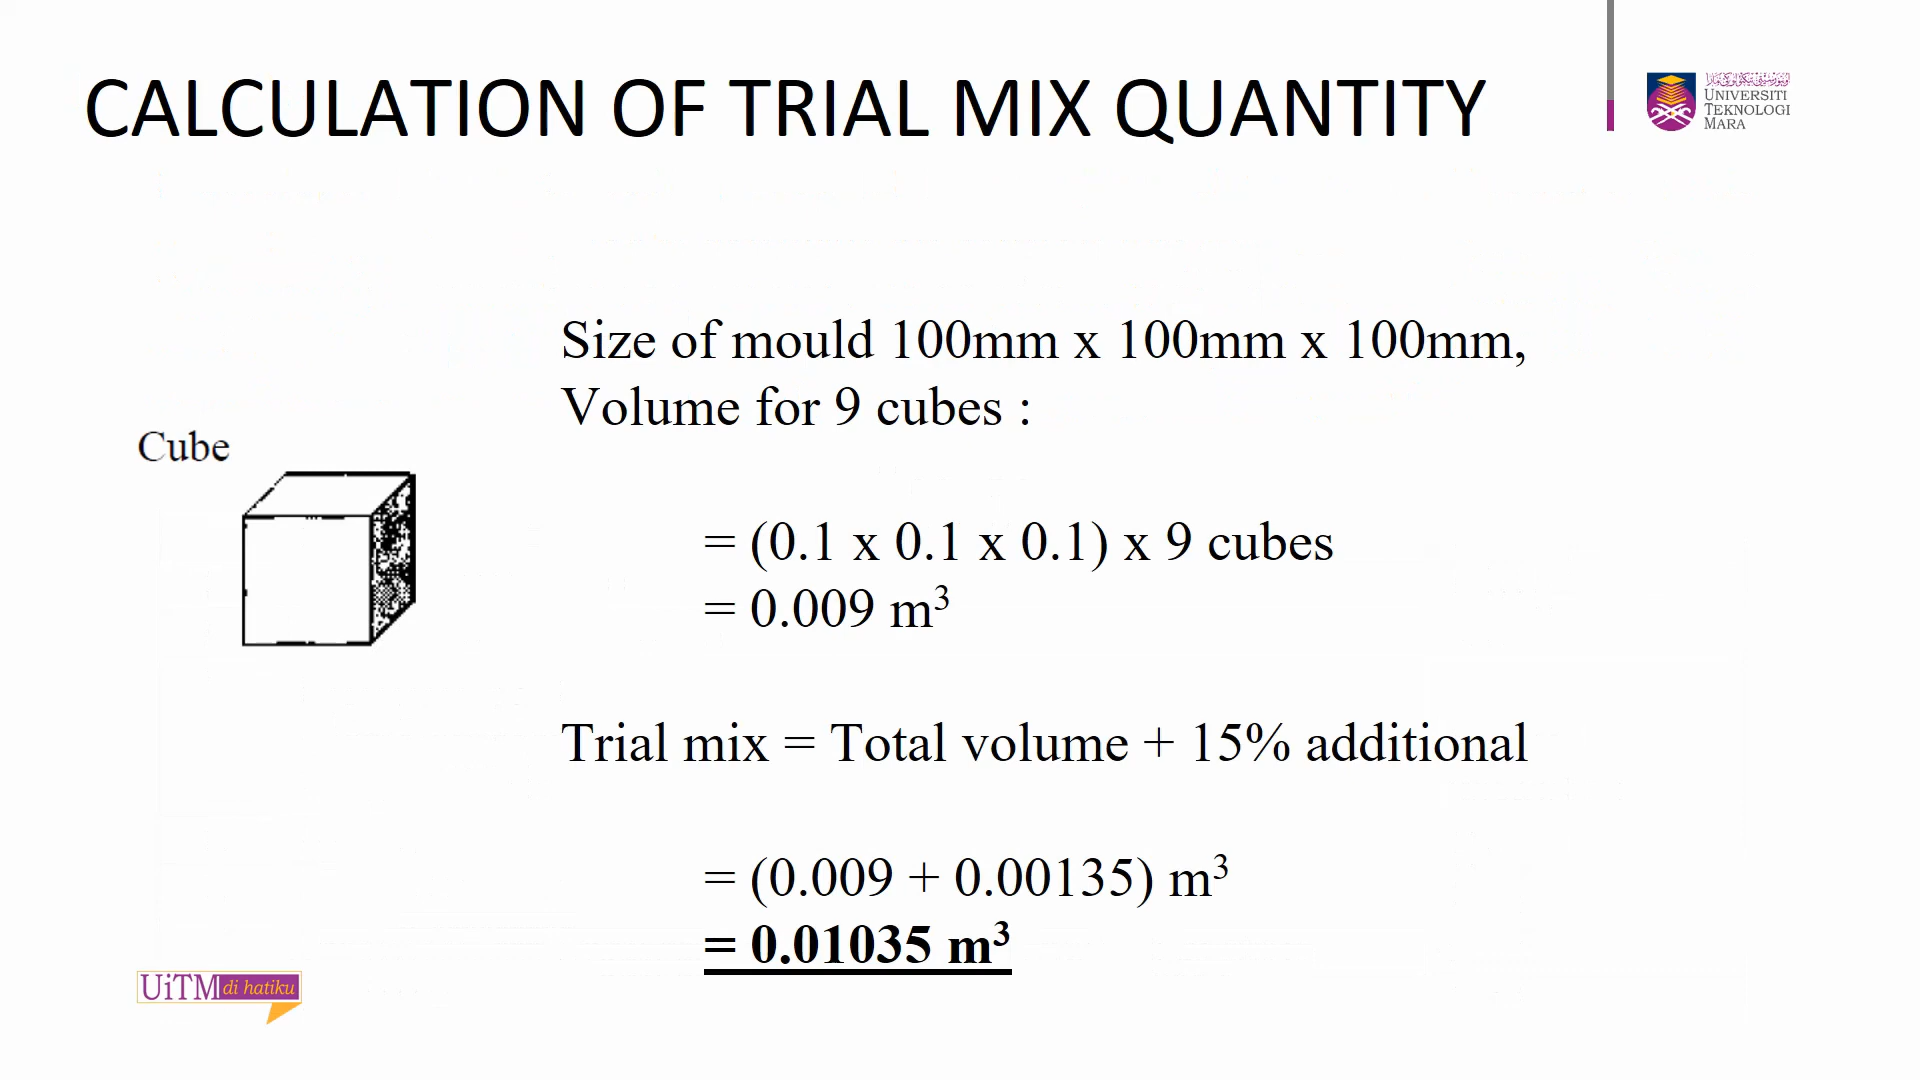 CALCULATION OF TRIAL MIX QUANTITY
UNIVERSITI
TEKNOLOGI
MARA
Size of mould 100mm x 100mm x 100mm,
Volume for 9 cubes :
Cube
= (0.1 x 0.1 x 0.1) x 9 cubes
= 0.009 m³
Trial mix = Total volume + 15% additional
= (0.009 + 0.00135) m³
= 0.01035 m³
UiTM di hatiku